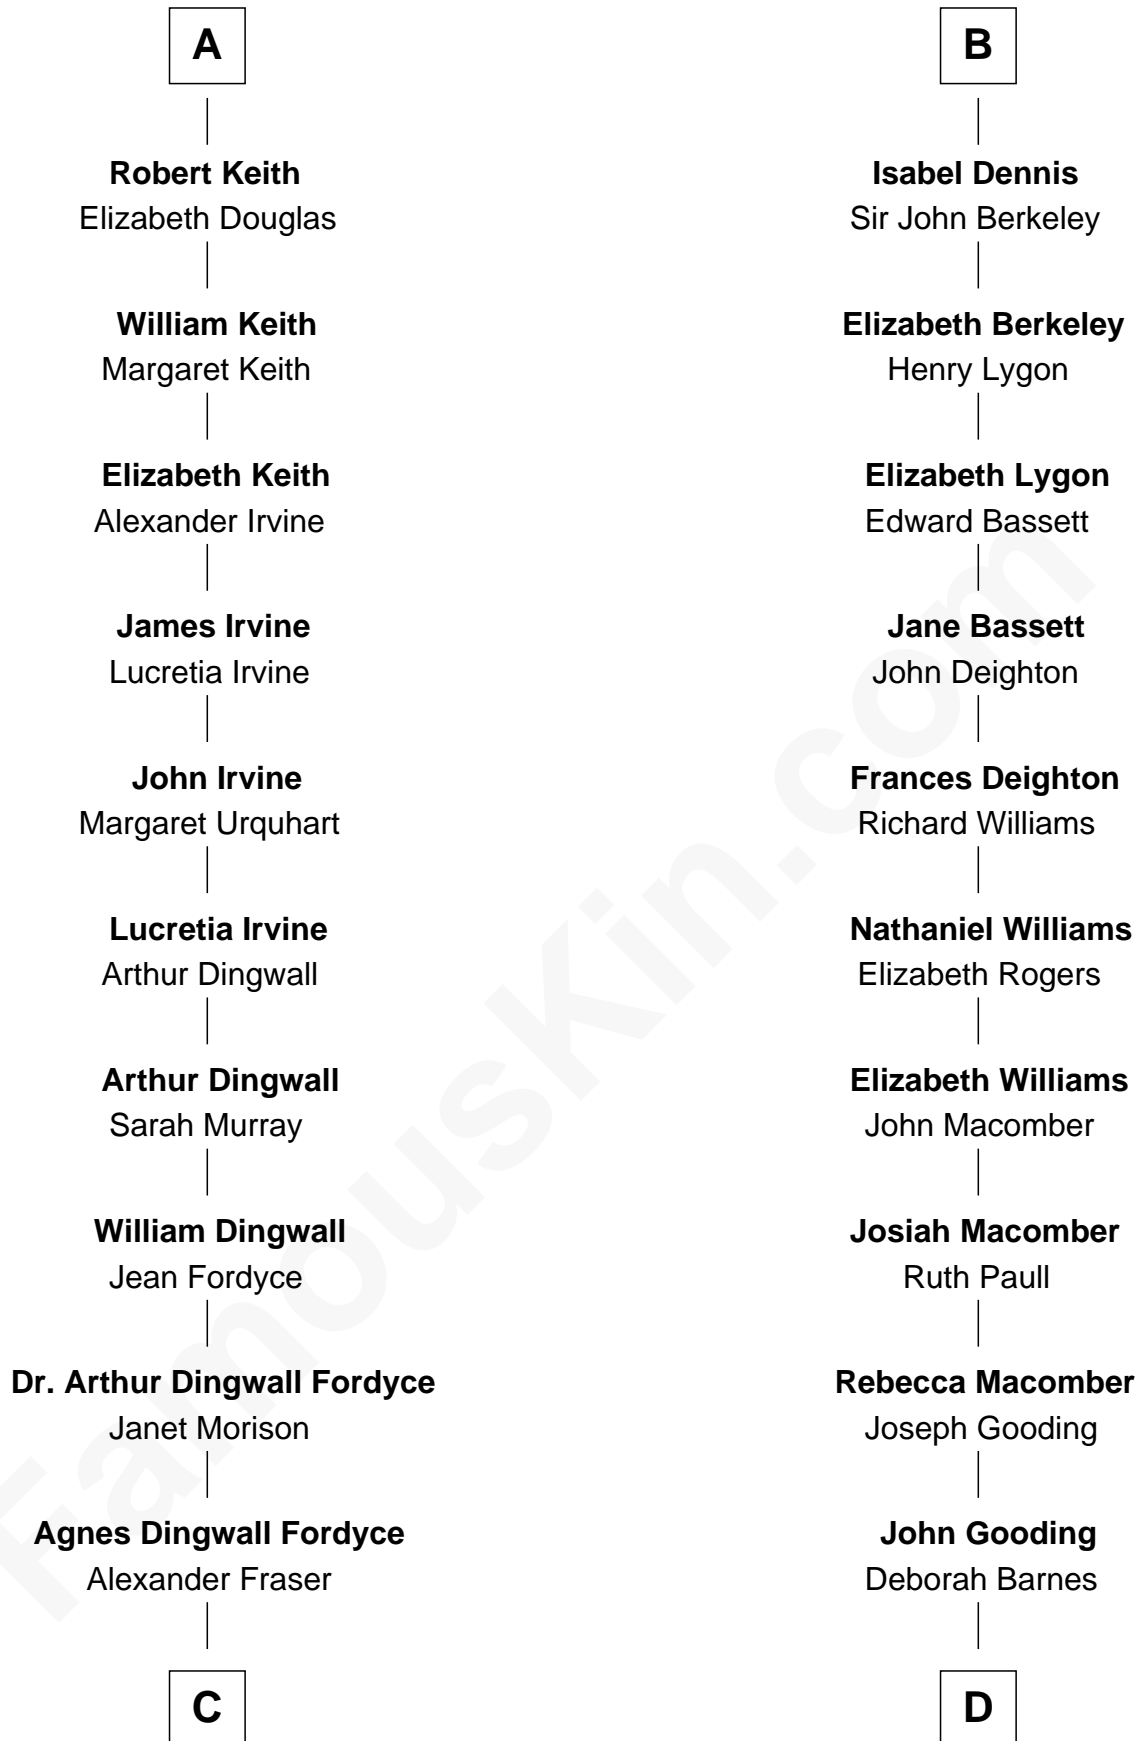 A
Robert Keith
Elizabeth Douglas
William Keith
Margaret Keith
Elizabeth Keith
Alexander Irvine
James Irvine
Lucretia Irvine
John Irvine
Margaret Urquhart
Lucretia Irvine
Arthur Dingwall
Arthur Dingwall
Sarah Murray
William Dingwall
Jean Fordyce
Dr. Arthur Dingwall Fordyce
Janet Morison
Agnes Dingwall Fordyce
Alexander Fraser
C
B
Isabel Dennis
Sir John Berkeley
Elizabeth Berkeley
Henry Lygon
Elizabeth Lygon
Edward Bassett
Jane Bassett
John Deighton
Frances Deighton
Richard Williams
Nathaniel Williams
Elizabeth Rogers
Elizabeth Williams
John Macomber
Josiah Macomber
Ruth Paull
Rebecca Macomber
Joseph Gooding
John Gooding
Deborah Barnes
D
FamousKin.com